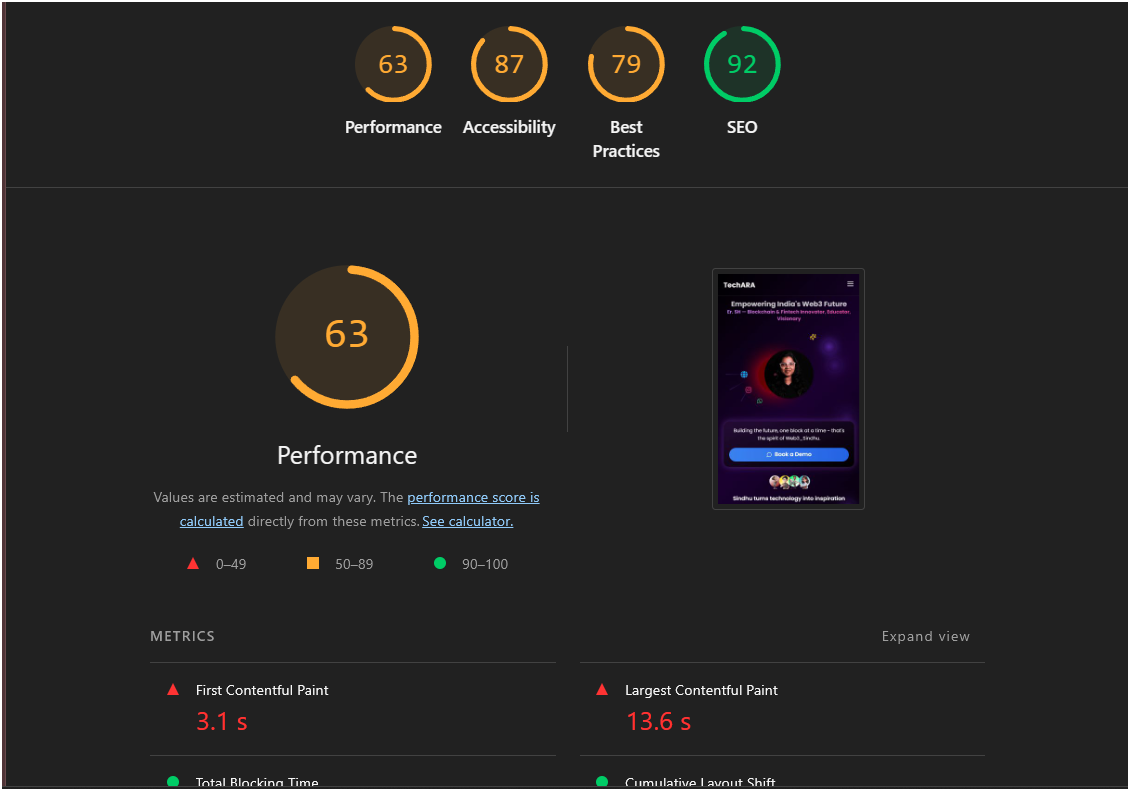 63
87
79
92
Performance
Accessibility
Best
Practices
SEO
63
Performance
Values are estimated and may vary. The performance score is
calculated directly from these metrics. See calculator.
0–49
50–89
90–100
TechARA
Empowering India's Web3 Future
Er. Sit — Blockchain & Fintech Innovator, Educator,
Visionary
Building the future, one block at a time – that's
the spirit of Web3_Sindhu.
Book a Demo
Sindhu turns technology into inspiration
METRICS
Expand view
First Contentful Paint
3.1 s
Largest Contentful Paint
13.6 s
Total Blocking Time
Cumulative Layout Shift